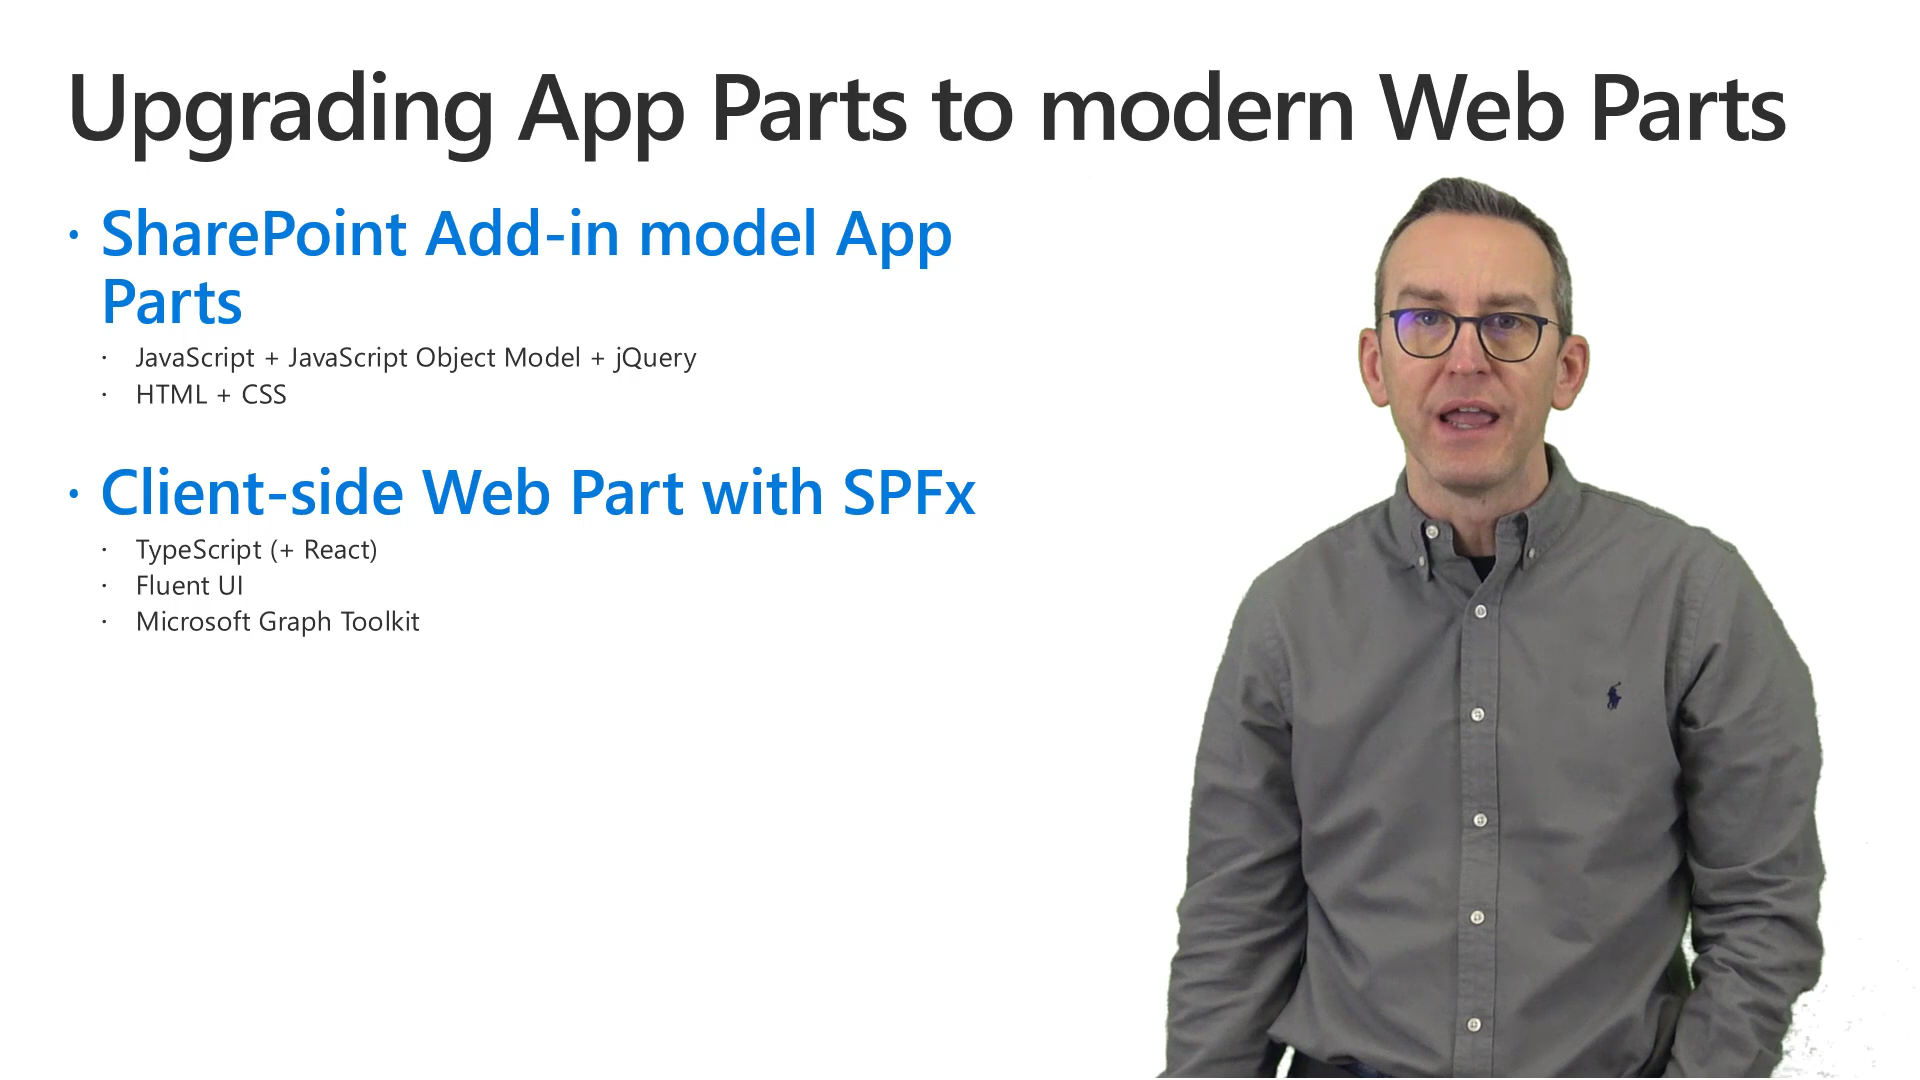 Upgrading App Parts to modern Web Parts
· SharePoint Add-in model App
Parts
· JavaScript + JavaScript Object Model + jQuery
· HTML + CSS
· Client-side Web Part with SPFx
· TypeScript (+ React)
· Fluent UI
· Microsoft Graph Toolkit